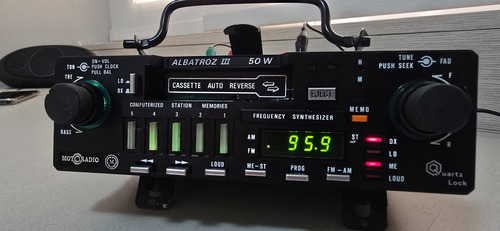 ALBATROZ III 50 W
ON-VOL
PUSH CLOCK
PULL BAL
TON
TRE
BASS
LO
DX
CASSETTE AUTO REVERSE
EJECT
H
M
TUNE
PUSH SEEK
FAD
F
R
COMPUTERIZED STATION MEMORIES
5 4 3 2 1
MEMO
FREQUENCY SYNTHESIZER
AM
FM
95.9
ST
DX
LO
ME
LOUD
MOTORADIO
LOUD
ME-ST
PROG
FM-AM
Quartz
Lock